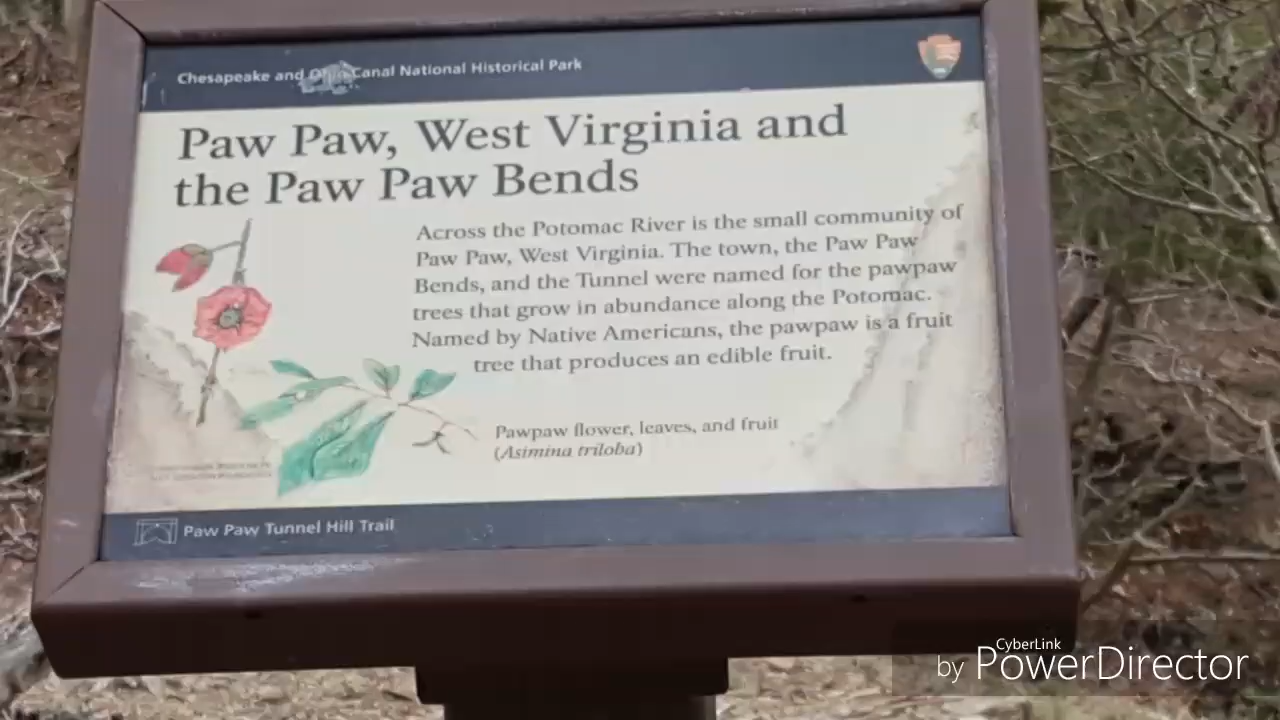 Chesapeake and Ohio Canal National Historical Park
Paw Paw, West Virginia and
the Paw Paw Bends
Across the Potomac River is the small community of
Paw Paw, West Virginia. The town, the Paw Paw
Bends, and the Tunnel were named for the pawpaw
trees that grow in abundance along the Potomac.
Named by Native Americans, the pawpaw is a fruit
tree that produces an edible fruit.
Pawpaw flower, leaves, and fruit
(Asimina triloba)
Paw Paw Tunnel Hill Trail
CyberLink
by PowerDirector